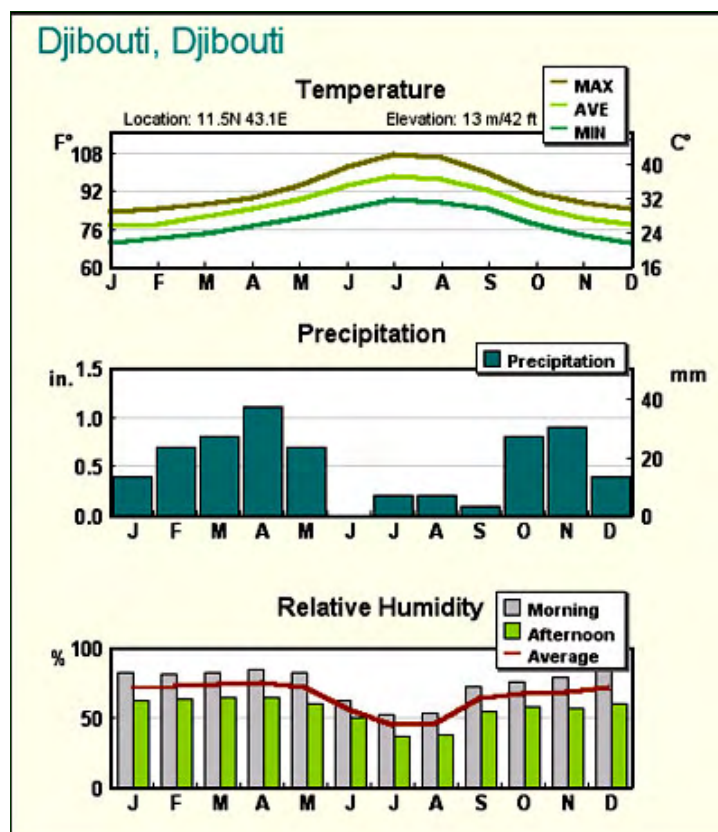 Djibouti, Djibouti
Temperature
MAX
AVE
MIN
Location: 11.5N 43.1E Elevation: 13 m/42 ft
F° C°
108 40
92 32
76 24
60 16
J F M A M J J A S O N D
Precipitation
Precipitation
in. mm
1.5
1.0 40
0.5 20
0.0 0
J F M A M J J A S O N D
Relative Humidity
Morning
Afternoon
Average
%
100
50
0
J F M A M J J A S O N D